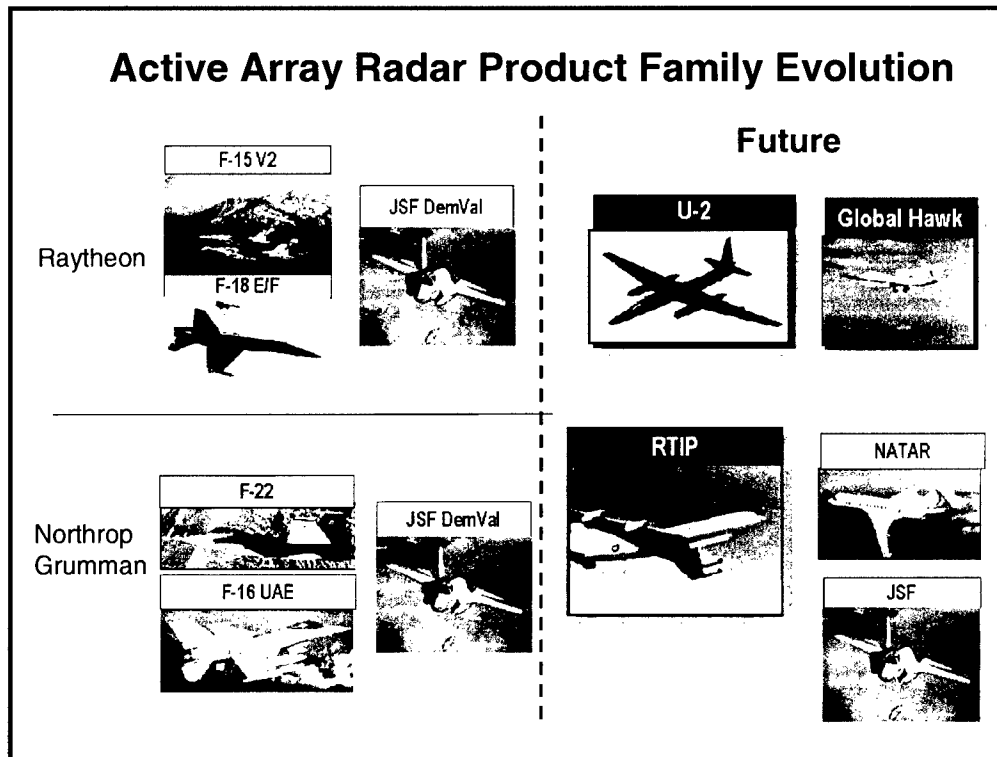 Active Array Radar Product Family Evolution
Future
F-15 V2
JSF DemVal
U-2
Global Hawk
Raytheon
F-18 E/F
RTIP
NATAR
F-22
JSF DemVal
Northrop
Grumman
F-16 UAE
JSF